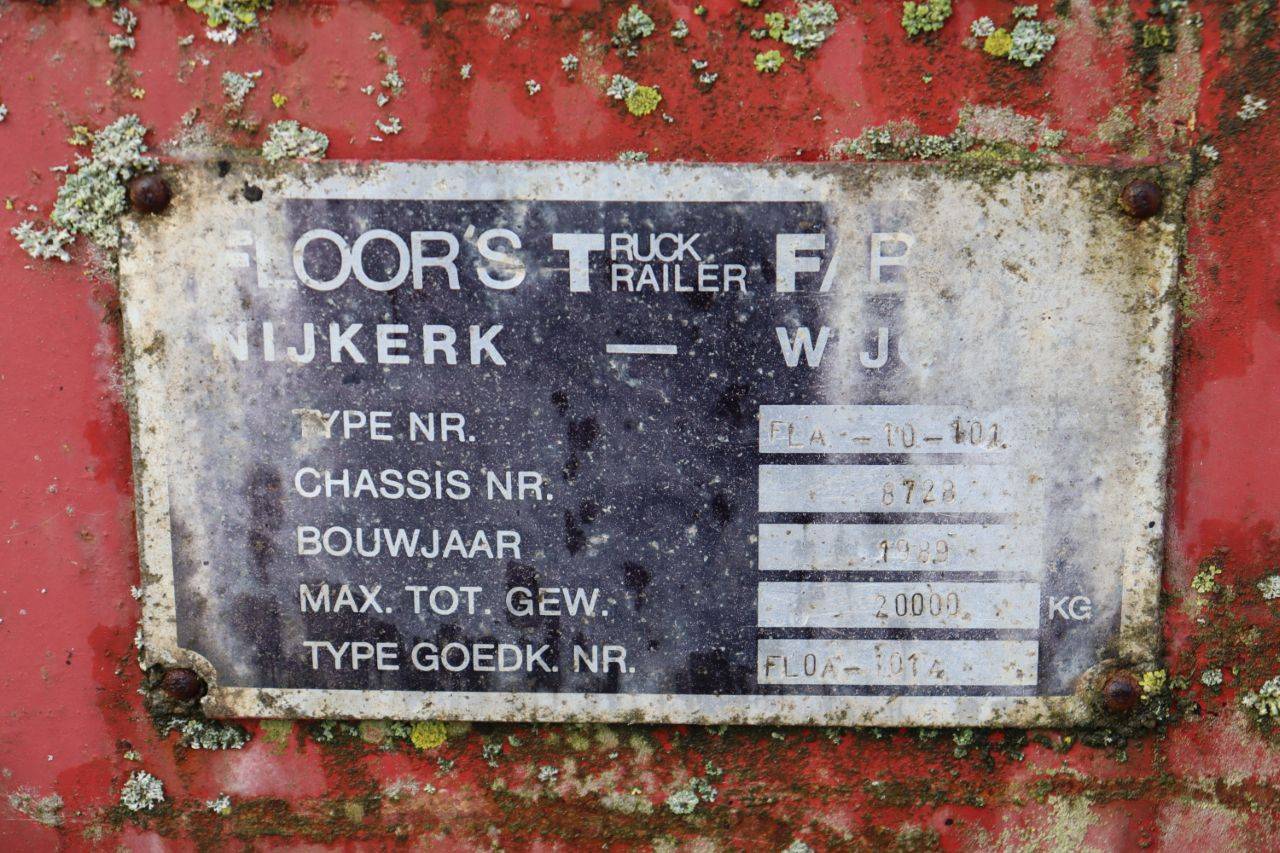 FLOOR'S TRUCK TRAILER FAB
NIJKERK —
TYPE NR. FLA-10-101
CHASSIS NR. 8728
BOUWJAAR 1989
MAX. TOT. GEW. 20000 KG
TYPE GOEDK. NR. FLOA-1014